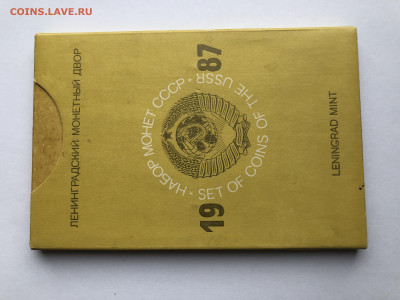 COINS.LAVE.RU
ЛЕНИНГРАДСКИЙ МОНЕТНЫЙ ДВОР
НАБОР МОНЕТ СССР • SET OF COINS OF THE USSR •
19 87
LENINGRAD MINT